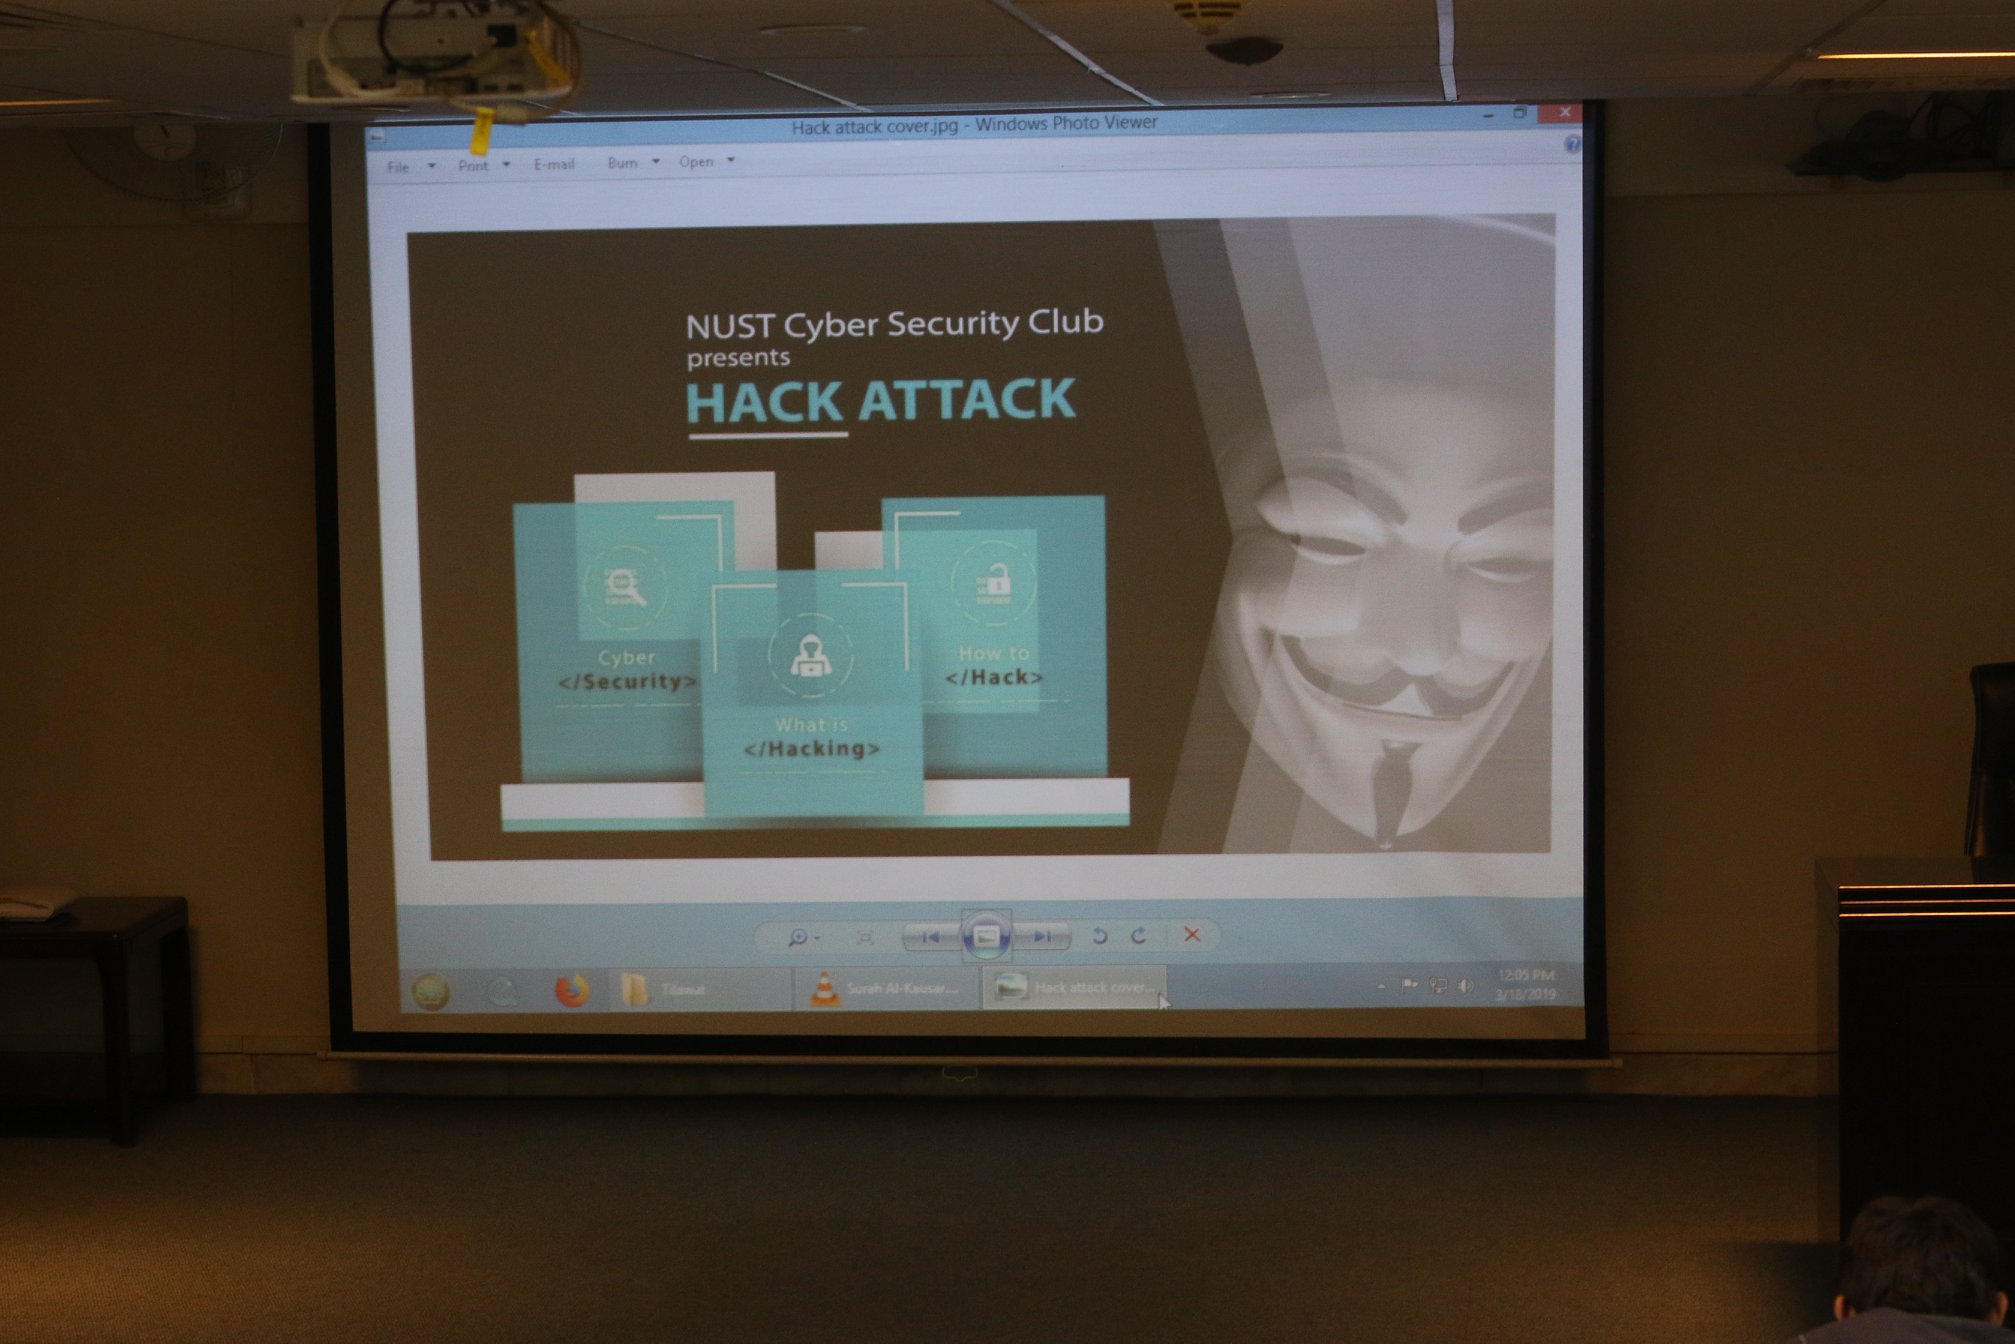 Hack attack cover.jpg - Windows Photo Viewer
File Print E-mail Burn Open
NUST Cyber Security Club
presents
HACK ATTACK
Cyber
</Security>
What is
</Hacking>
How to
</Hack>
Tilawat
Surah Al-Kausar....
Hack attack cover...
12:05 PM
3/18/2019